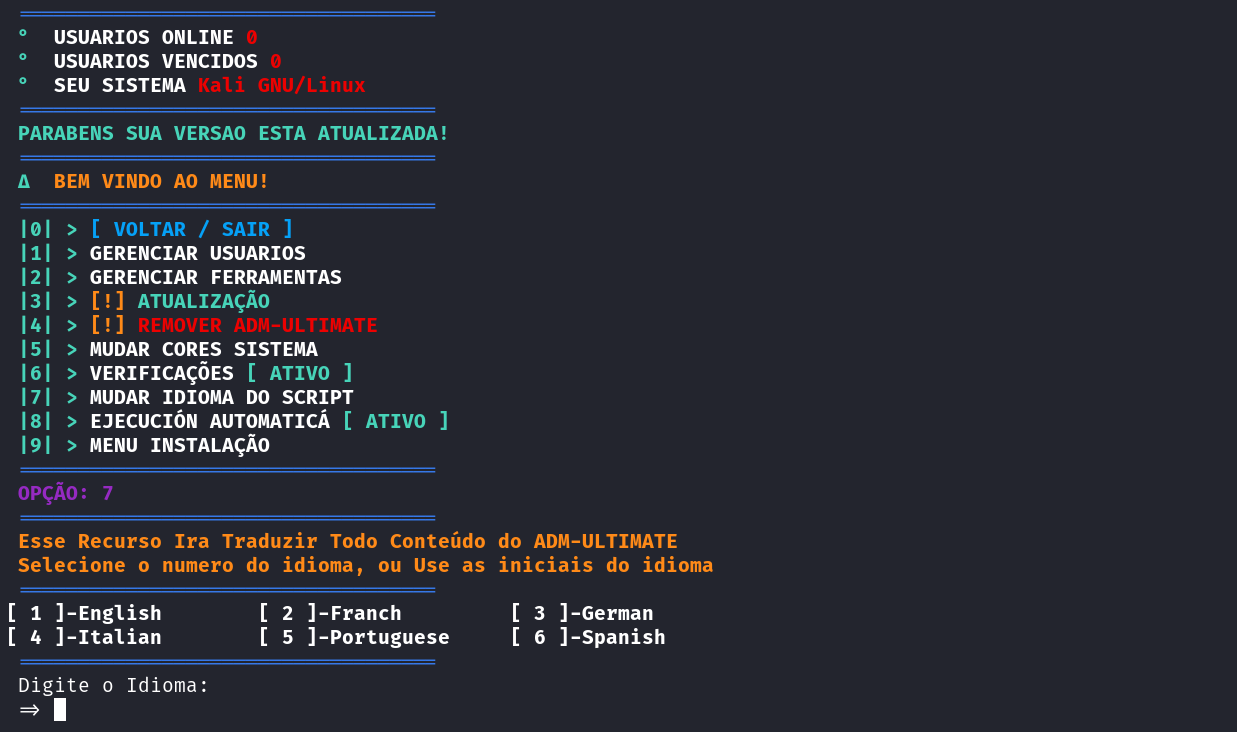 ° USUARIOS ONLINE 0
° USUARIOS VENCIDOS 0
° SEU SISTEMA Kali GNU/Linux
PARABENS SUA VERSAO ESTA ATUALIZADA!
Δ BEM VINDO AO MENU!
|0| > [ VOLTAR / SAIR ]
|1| > GERENCIAR USUARIOS
|2| > GERENCIAR FERRAMENTAS
|3| > [!] ATUALIZAÇÃO
|4| > [!] REMOVER ADM-ULTIMATE
|5| > MUDAR CORES SISTEMA
|6| > VERIFICAÇÕES [ ATIVO ]
|7| > MUDAR IDIOMA DO SCRIPT
|8| > EJECUCIÓN AUTOMATICÁ [ ATIVO ]
|9| > MENU INSTALAÇÃO
OPÇÃO: 7
Esse Recurso Ira Traduzir Todo Conteúdo do ADM-ULTIMATE
Selecione o numero do idioma, ou Use as iniciais do idioma
[ 1 ]-English [ 2 ]-Franch [ 3 ]-German
[ 4 ]-Italian [ 5 ]-Portuguese [ 6 ]-Spanish
Digite o Idioma:
=>